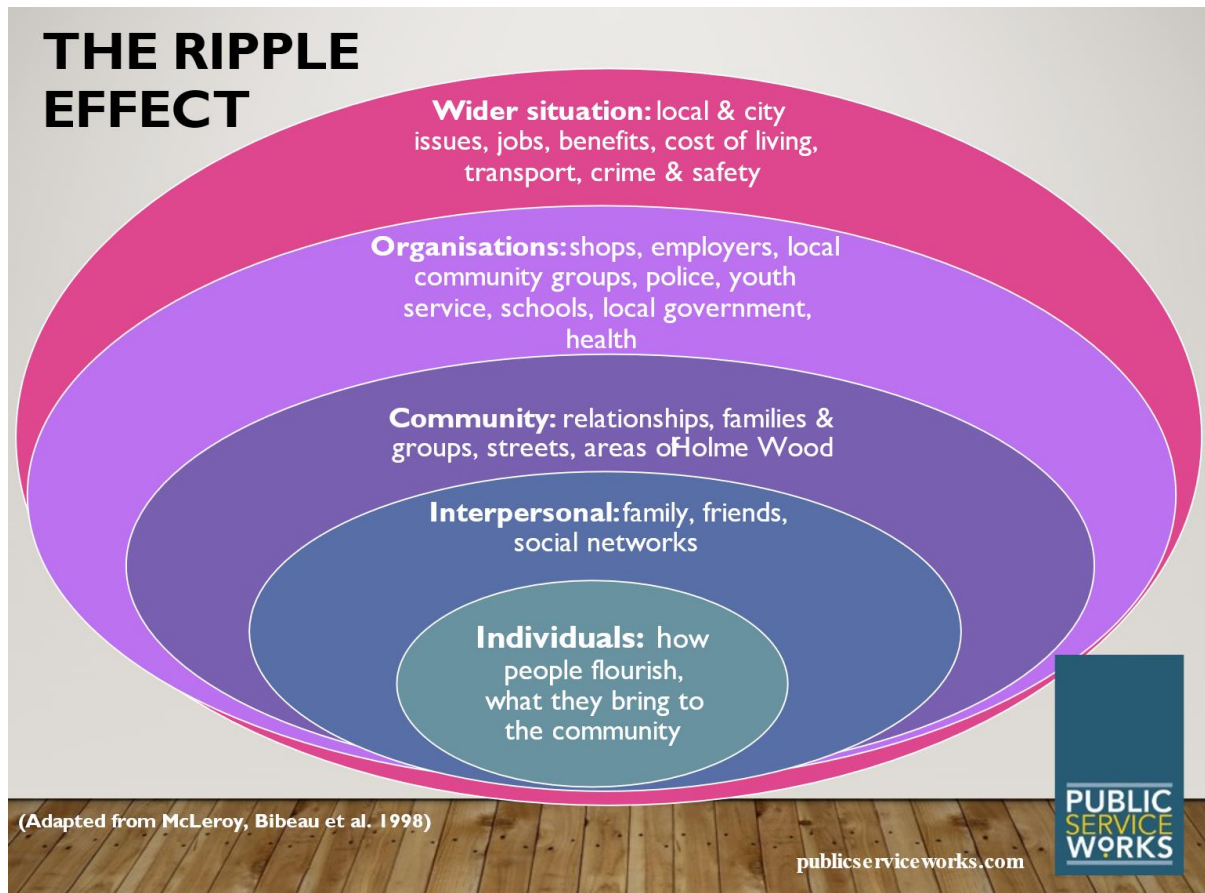 THE RIPPLE
EFFECT
Wider situation: local & city
issues, jobs, benefits, cost of living,
transport, crime & safety
Organisations: shops, employers, local
community groups, police, youth
service, schools, local government,
health
Community: relationships, families &
groups, streets, areas of Holme Wood
Interpersonal: family, friends,
social networks
Individuals: how
people flourish,
what they bring to
the community
(Adapted from McLeroy, Bibeau et al. 1998)
publicserviceworks.com
PUBLIC
SERVICE
WORKS